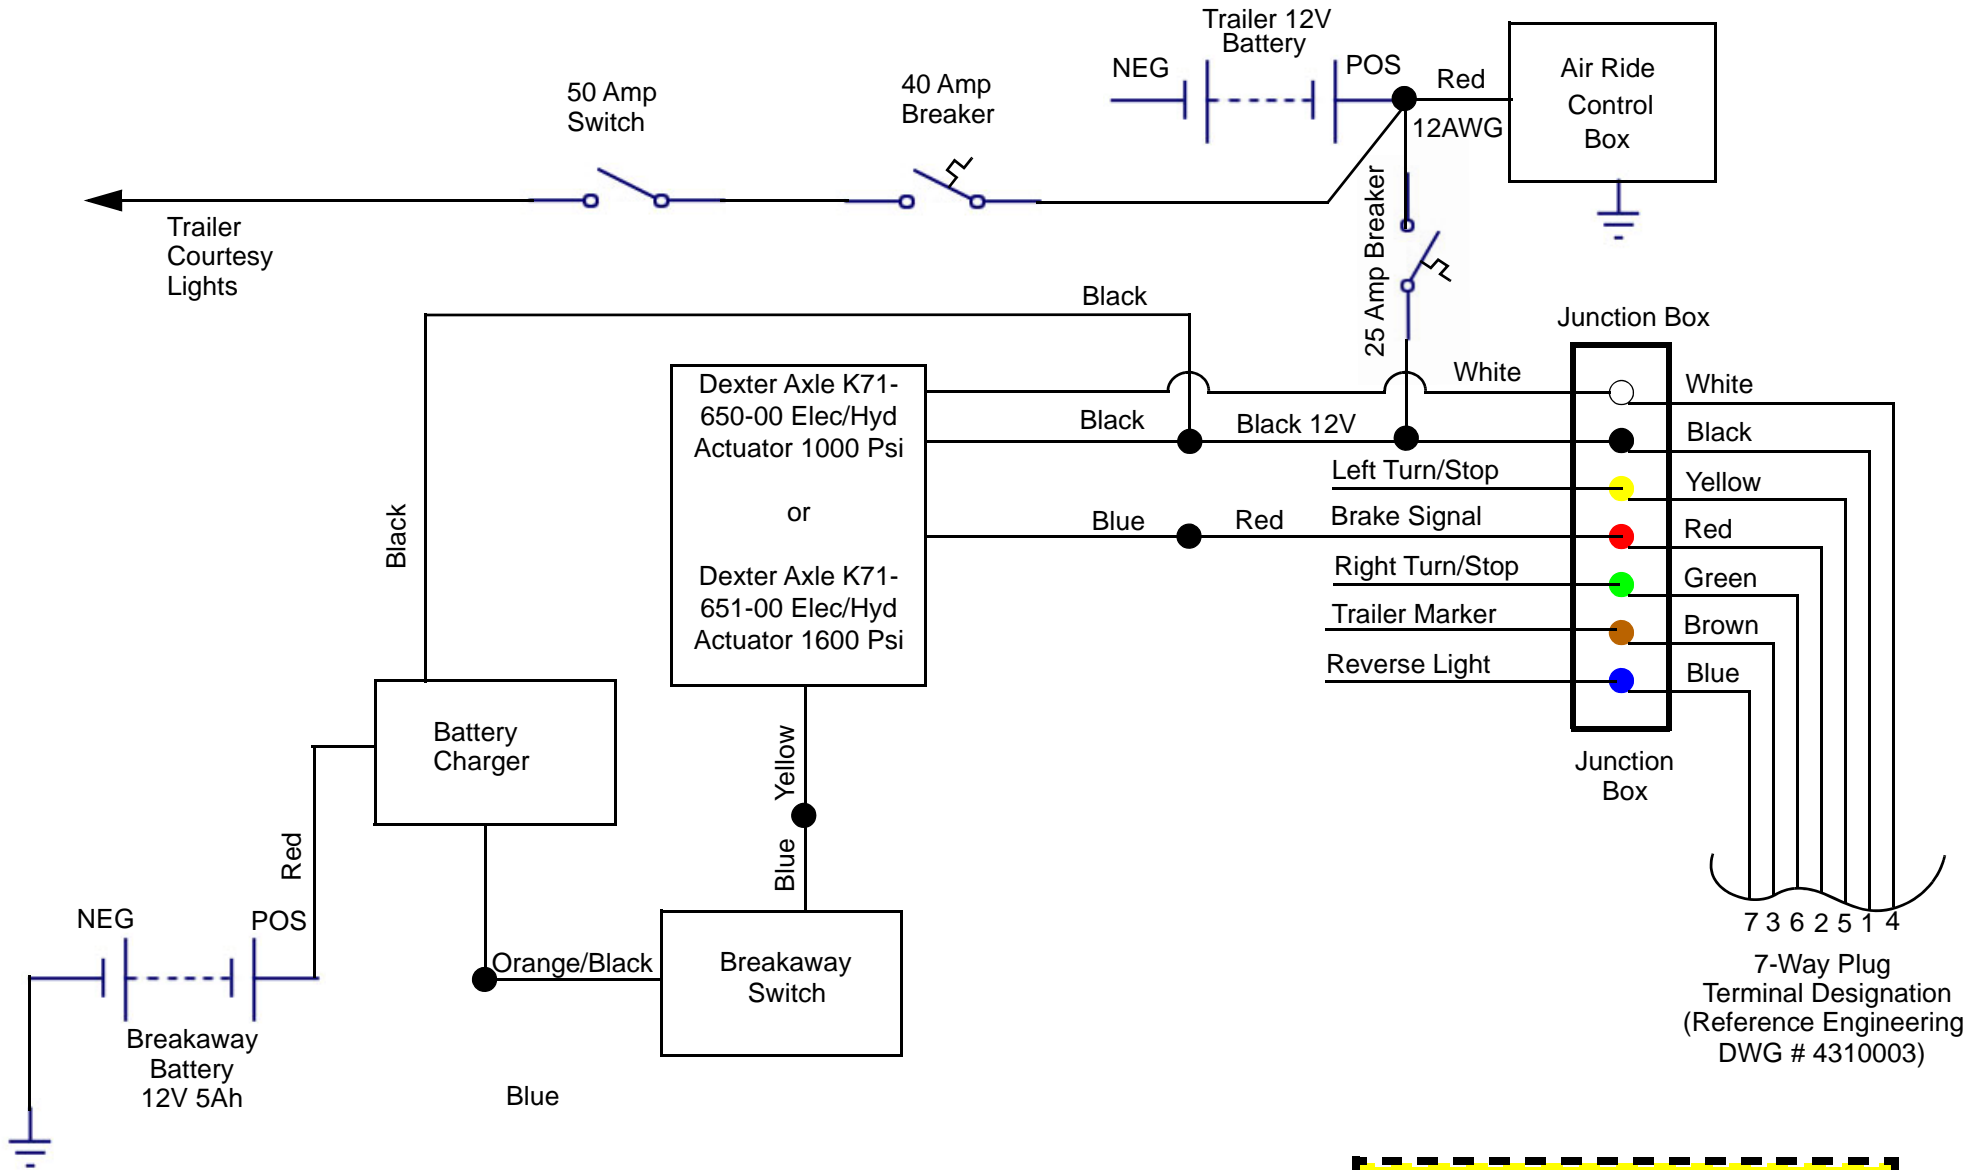 Trailer 12V
Battery
NEG
POS
Red
12AWG
Air Ride
Control
Box
50 Amp
Switch
40 Amp
Breaker
Trailer
Courtesy
Lights
25 Amp Breaker
Black
Junction Box
Dexter Axle K71-
650-00 Elec/Hyd
Actuator 1000 Psi
or
Dexter Axle K71-
651-00 Elec/Hyd
Actuator 1600 Psi
White
White
Black
Black 12V
Black
Left Turn/Stop
Yellow
Blue
Red
Brake Signal
Red
Right Turn/Stop
Green
Trailer Marker
Brown
Reverse Light
Blue
Black
Battery
Charger
Yellow
Blue
Junction
Box
Red
NEG
POS
Orange/Black
Breakaway
Switch
Breakaway
Battery
12V 5Ah
Blue
7 3 6 2 5 1 4
7-Way Plug
Terminal Designation
(Reference Engineering
DWG # 4310003)